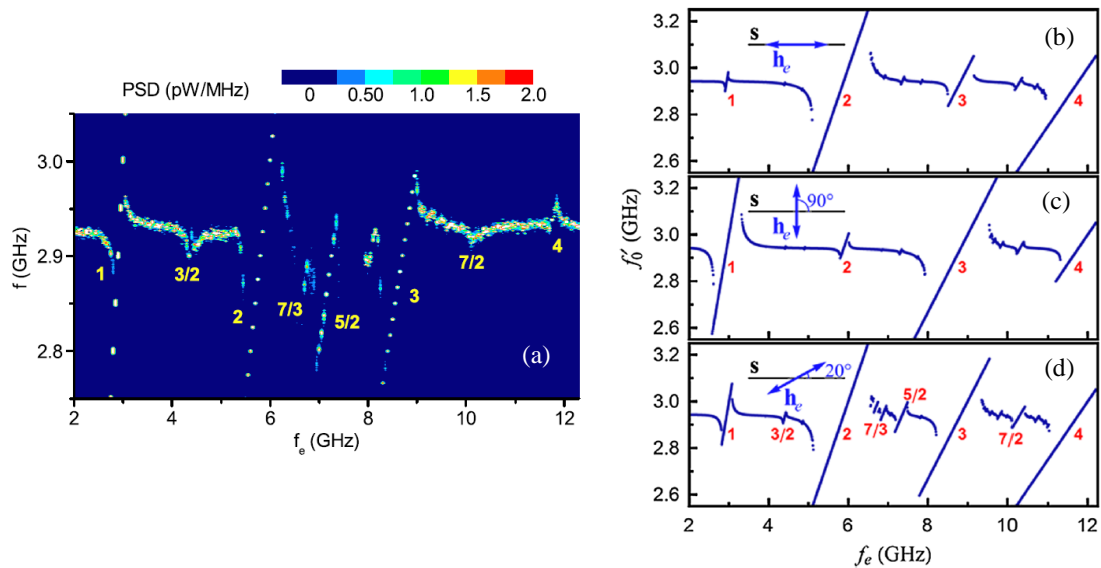 PSD (pW/MHz)
0 0.50 1.0 1.5 2.0
f (GHz)
3.0
2.9
2.8
1
3/2
2
7/3
5/2
3
7/2
4
(a)
2 4 6 8 10 12
f_e (GHz)
f₀′ (GHz)
3.2
3.0
2.8
2.6
s
h_e
(b)
1
2
3
4
3.2
3.0
2.8
2.6
s
90°
h_e
(c)
1
2
3
4
3.2
3.0
2.8
2.6
s
20°
h_e
(d)
1
3/2
2
7/3
5/2
3
7/2
4
2 4 6 8 10 12
f_e (GHz)